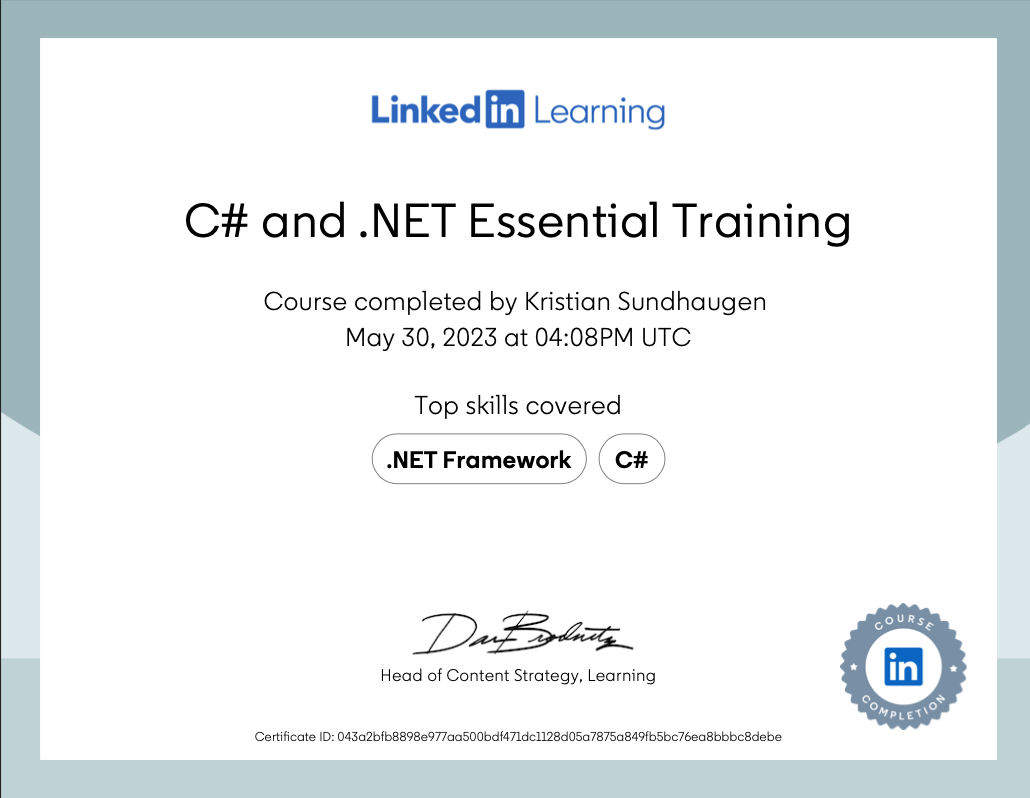 Linked in Learning
C# and .NET Essential Training
Course completed by Kristian Sundhaugen
May 30, 2023 at 04:08PM UTC
Top skills covered
.NET Framework C#
Dan Brodnitz
Head of Content Strategy, Learning
COURSE
in
COMPLETION
Certificate ID: 043a2bfb8898e977aa500bdf471dc1128d05a7875a849fb5bc76ea8bbbc8debe